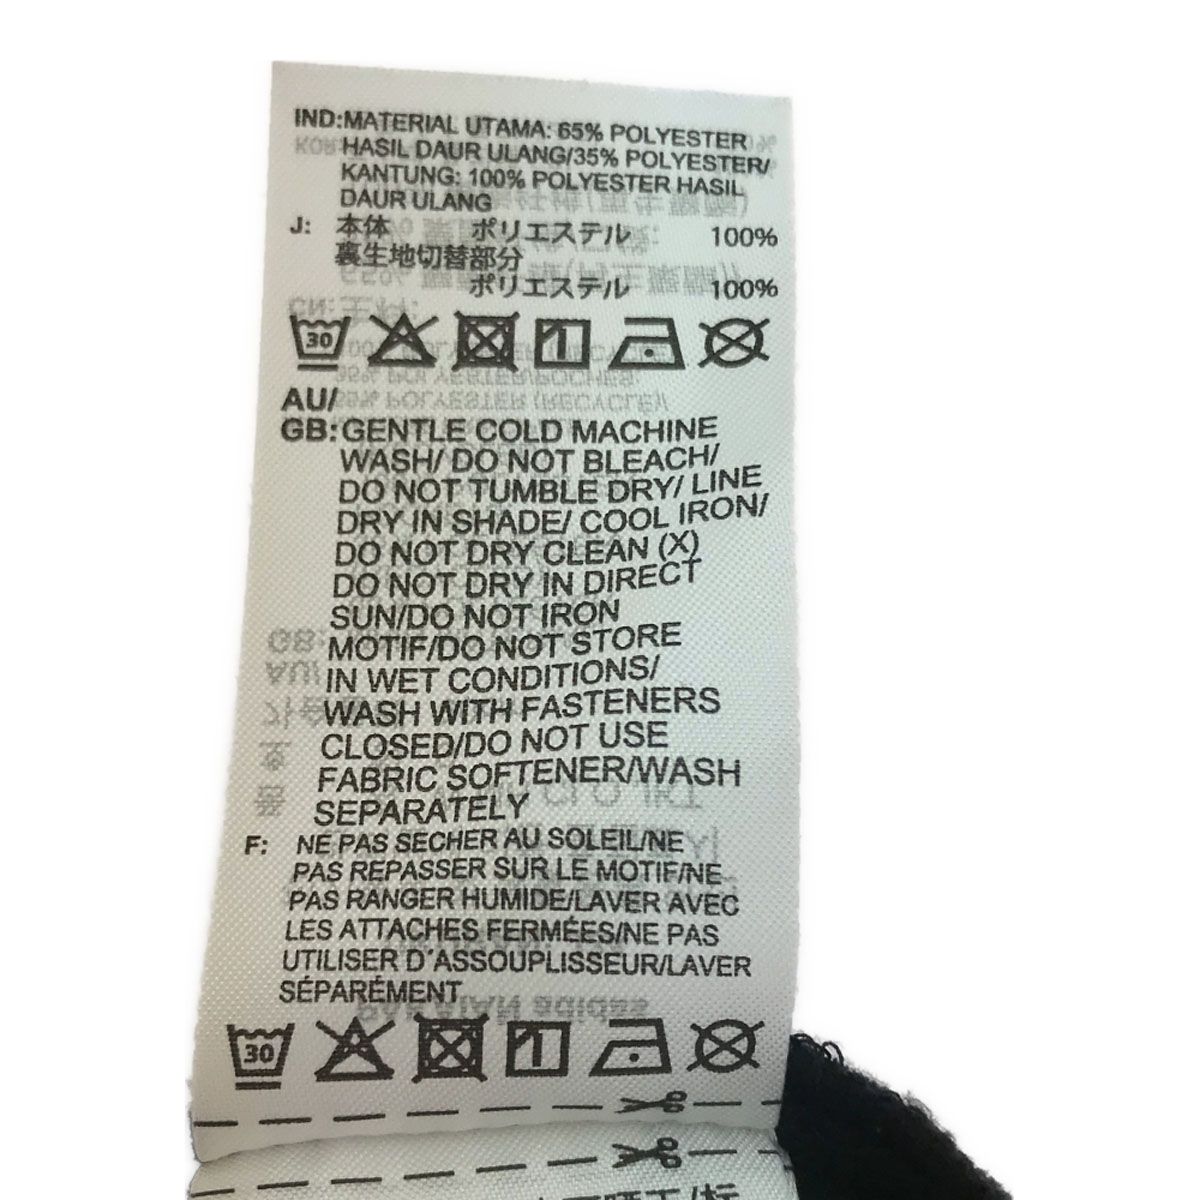 IND:MATERIAL UTAMA: 65% POLYESTER
HASIL DAUR ULANG/35% POLYESTER/
KANTUNG: 100% POLYESTER HASIL
DAUR ULANG
J: 本体 ポリエステル 100%
裏生地切替部分
ポリエステル 100%
30
AU/
GB:GENTLE COLD MACHINE
WASH/ DO NOT BLEACH/
DO NOT TUMBLE DRY/ LINE
DRY IN SHADE/ COOL IRON/
DO NOT DRY CLEAN (X)
DO NOT DRY IN DIRECT
SUN/DO NOT IRON
MOTIF/DO NOT STORE
IN WET CONDITIONS/
WASH WITH FASTENERS
CLOSED/DO NOT USE
FABRIC SOFTENER/WASH
SEPARATELY
F: NE PAS SECHER AU SOLEIL/NE
PAS REPASSER SUR LE MOTIF/NE
PAS RANGER HUMIDE/LAVER AVEC
LES ATTACHES FERMÉES/NE PAS
UTILISER D'ASSOUPLISSEUR/LAVER
SÉPARÉMENT
30